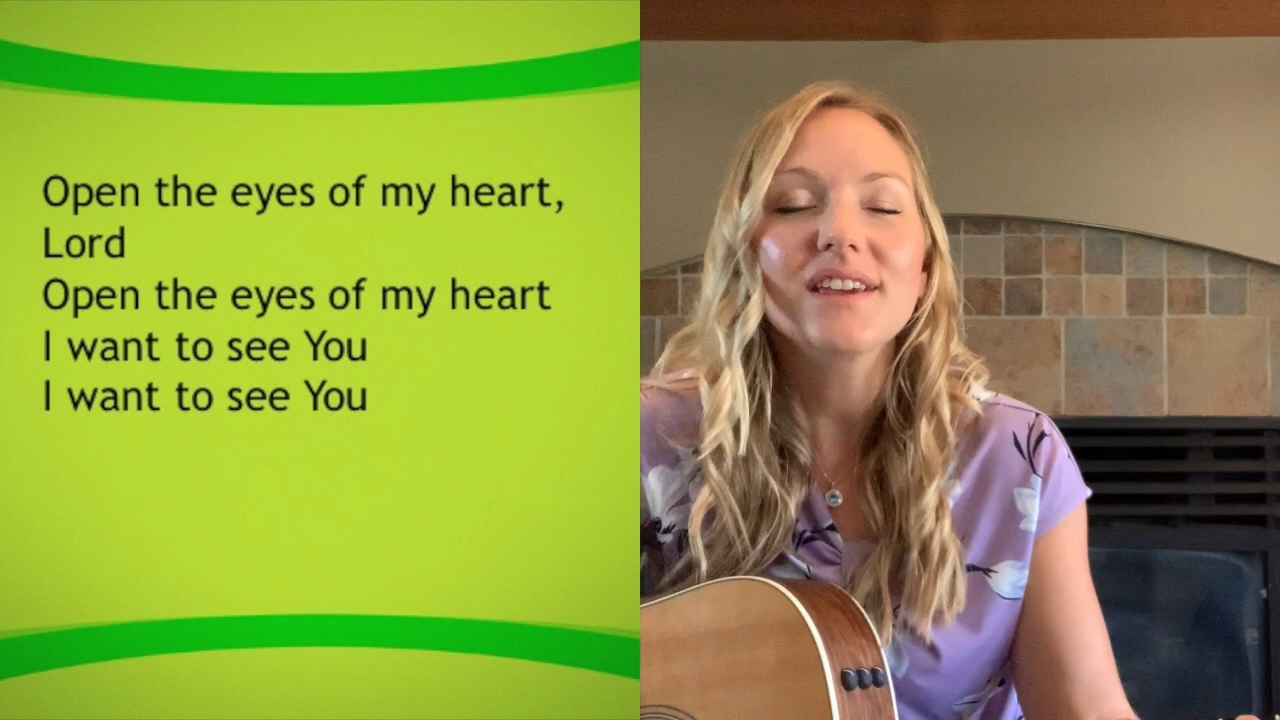 Open the eyes of my heart,
Lord
Open the eyes of my heart
I want to see You
I want to see You